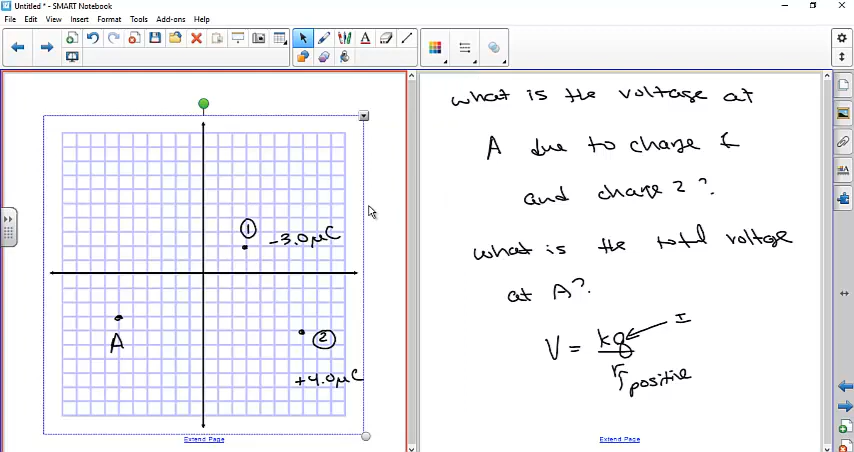 Untitled * - SMART Notebook
File Edit View Insert Format Tools Add-ons Help
①
-3.0μC
A
②
+4.0μC
Extend Page
what is the voltage at
A due to charge 1
and charge 2?
what is the total voltage
at A?
V = kq/r
±
positive
Extend Page